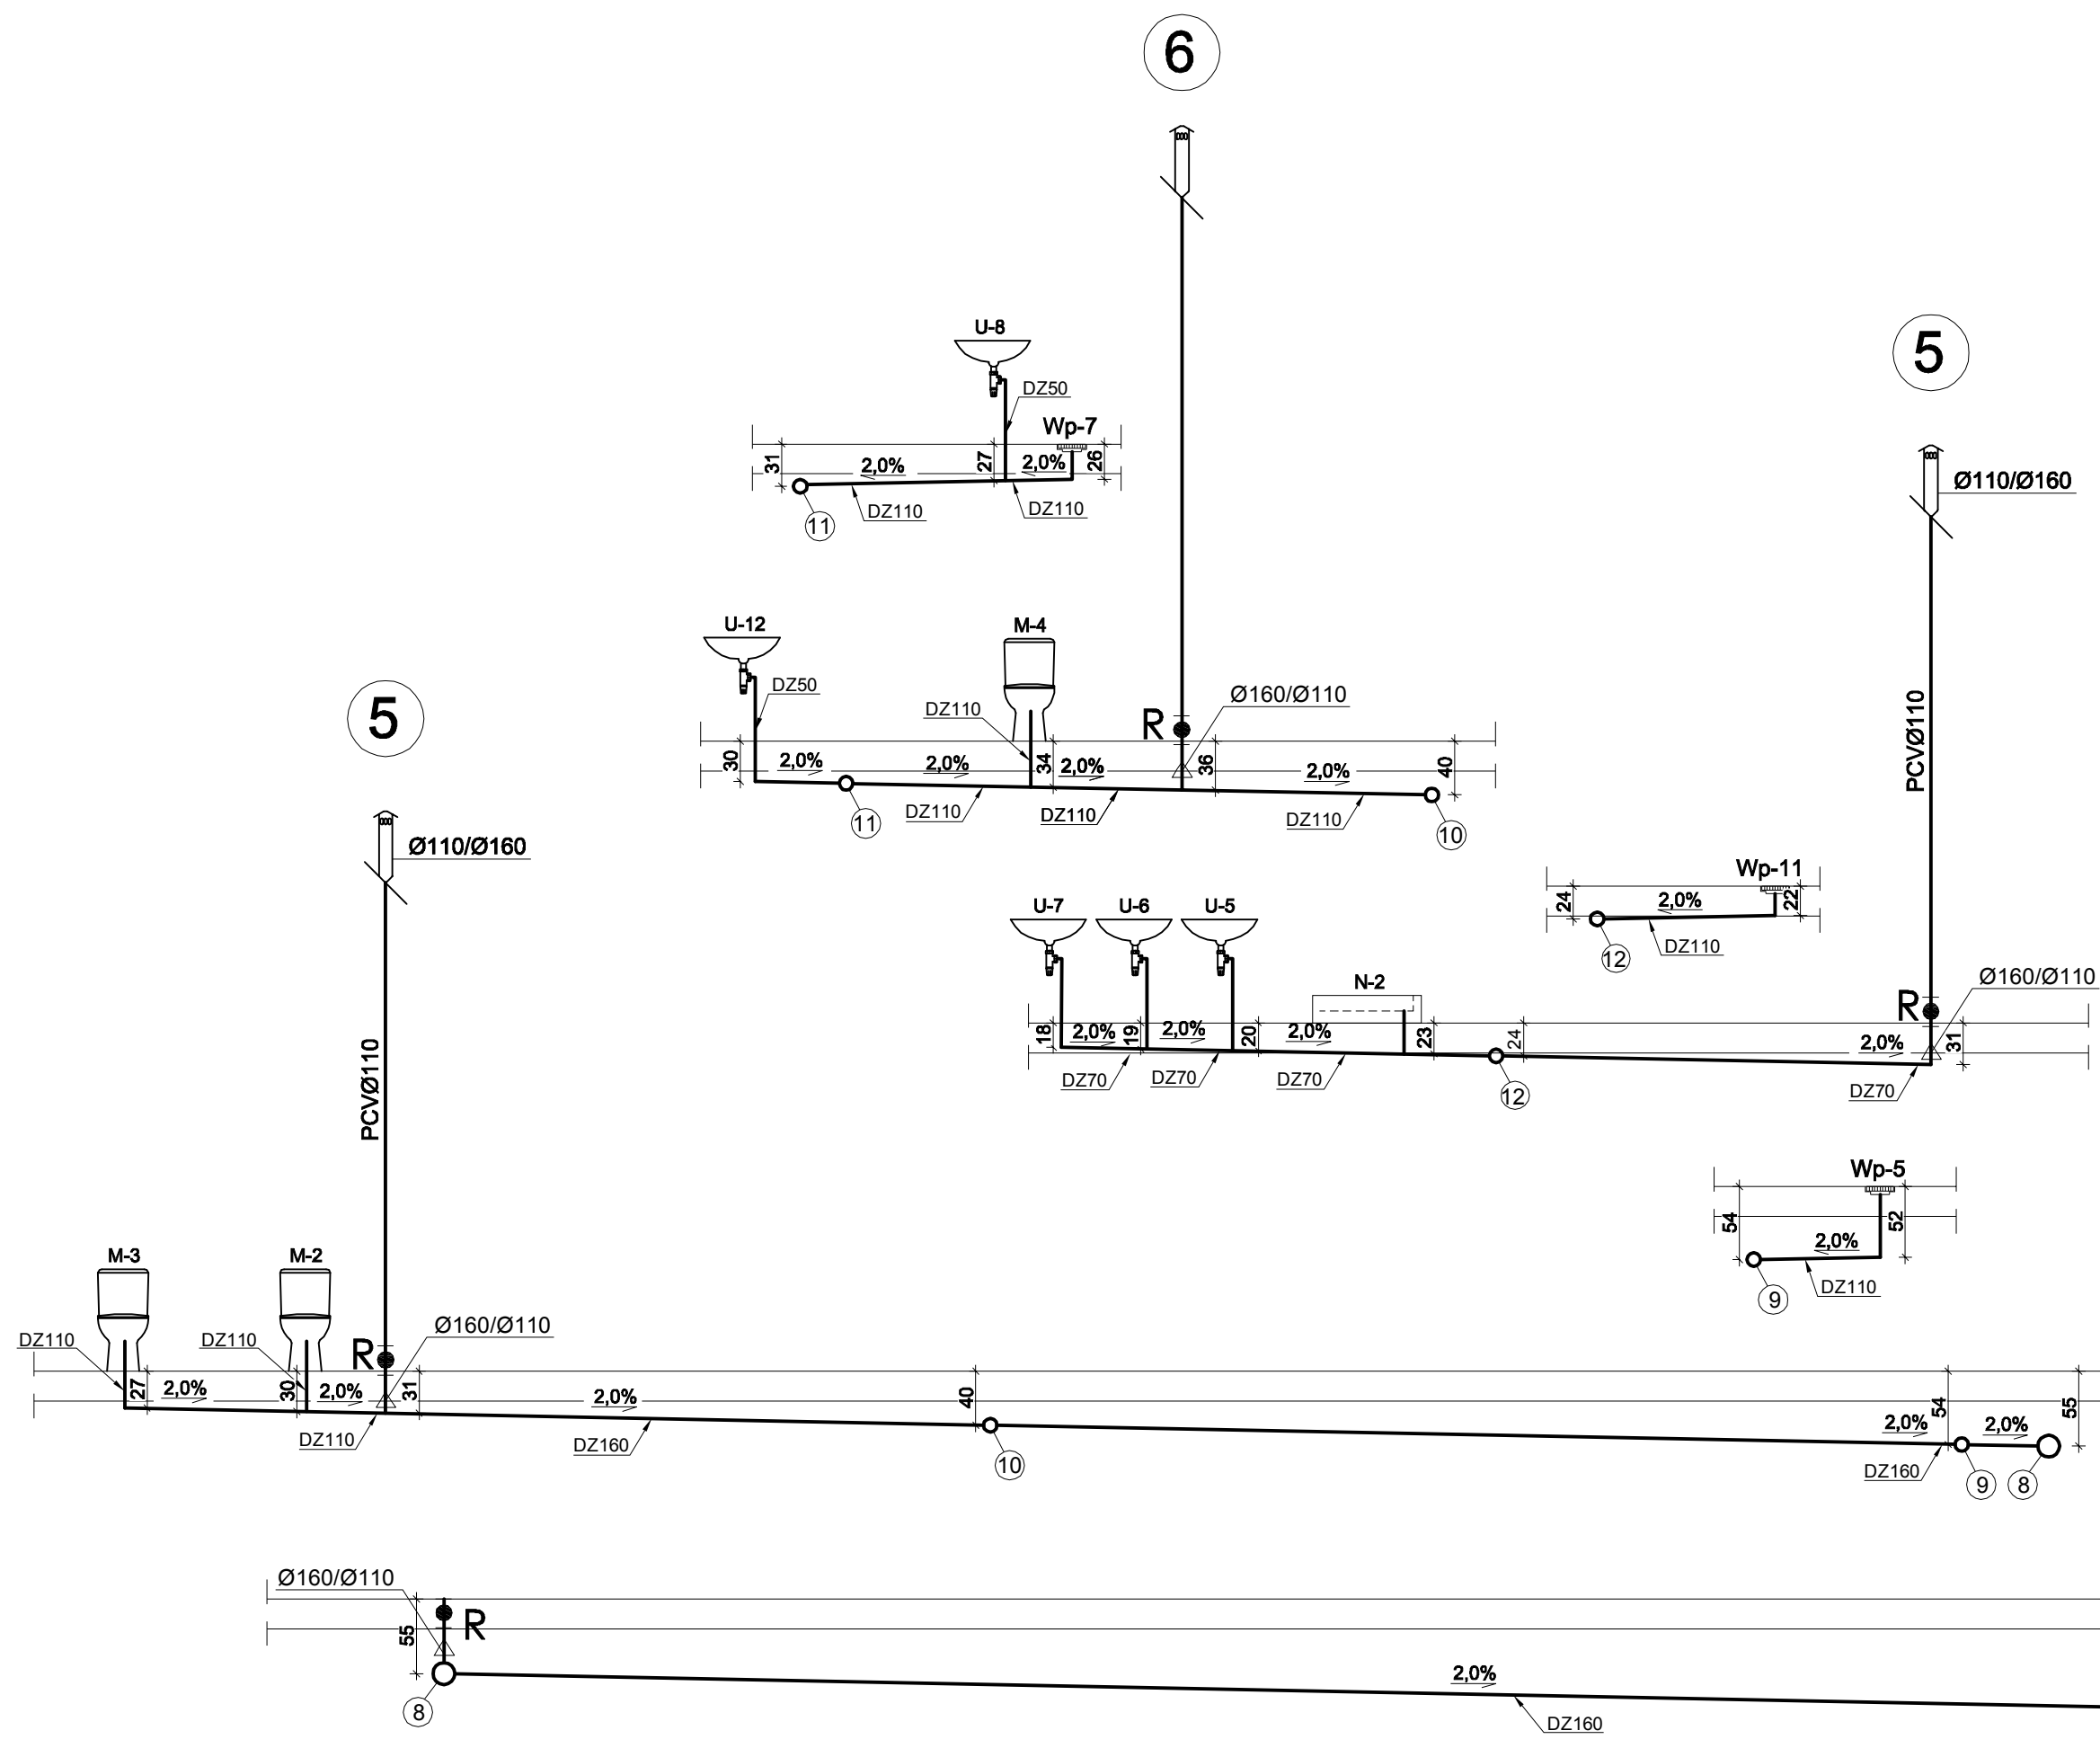 6
U-8
DZ50
Wp-7
31
2,0%
27
2,0%
26
11
DZ110
DZ110
5
Ø110/Ø160
PCVØ110
U-12
M-4
DZ50
DZ110
Ø160/Ø110
R
30
2,0%
2,0%
34
2,0%
36
2,0%
40
11
DZ110
DZ110
DZ110
10
5
Ø110/Ø160
PCVØ110
Wp-11
24
2,0%
22
12
DZ110
U-7
U-6
U-5
N-2
R
Ø160/Ø110
18
2,0%
19
2,0%
20
2,0%
23
24
2,0%
31
DZ70
DZ70
DZ70
12
DZ70
Wp-5
54
2,0%
52
9
DZ110
M-3
M-2
DZ110
DZ110
R
Ø160/Ø110
27
2,0%
30
2,0%
31
2,0%
40
2,0%
54
2,0%
55
DZ110
DZ160
10
DZ160
9
8
Ø160/Ø110
R
55
8
2,0%
DZ160